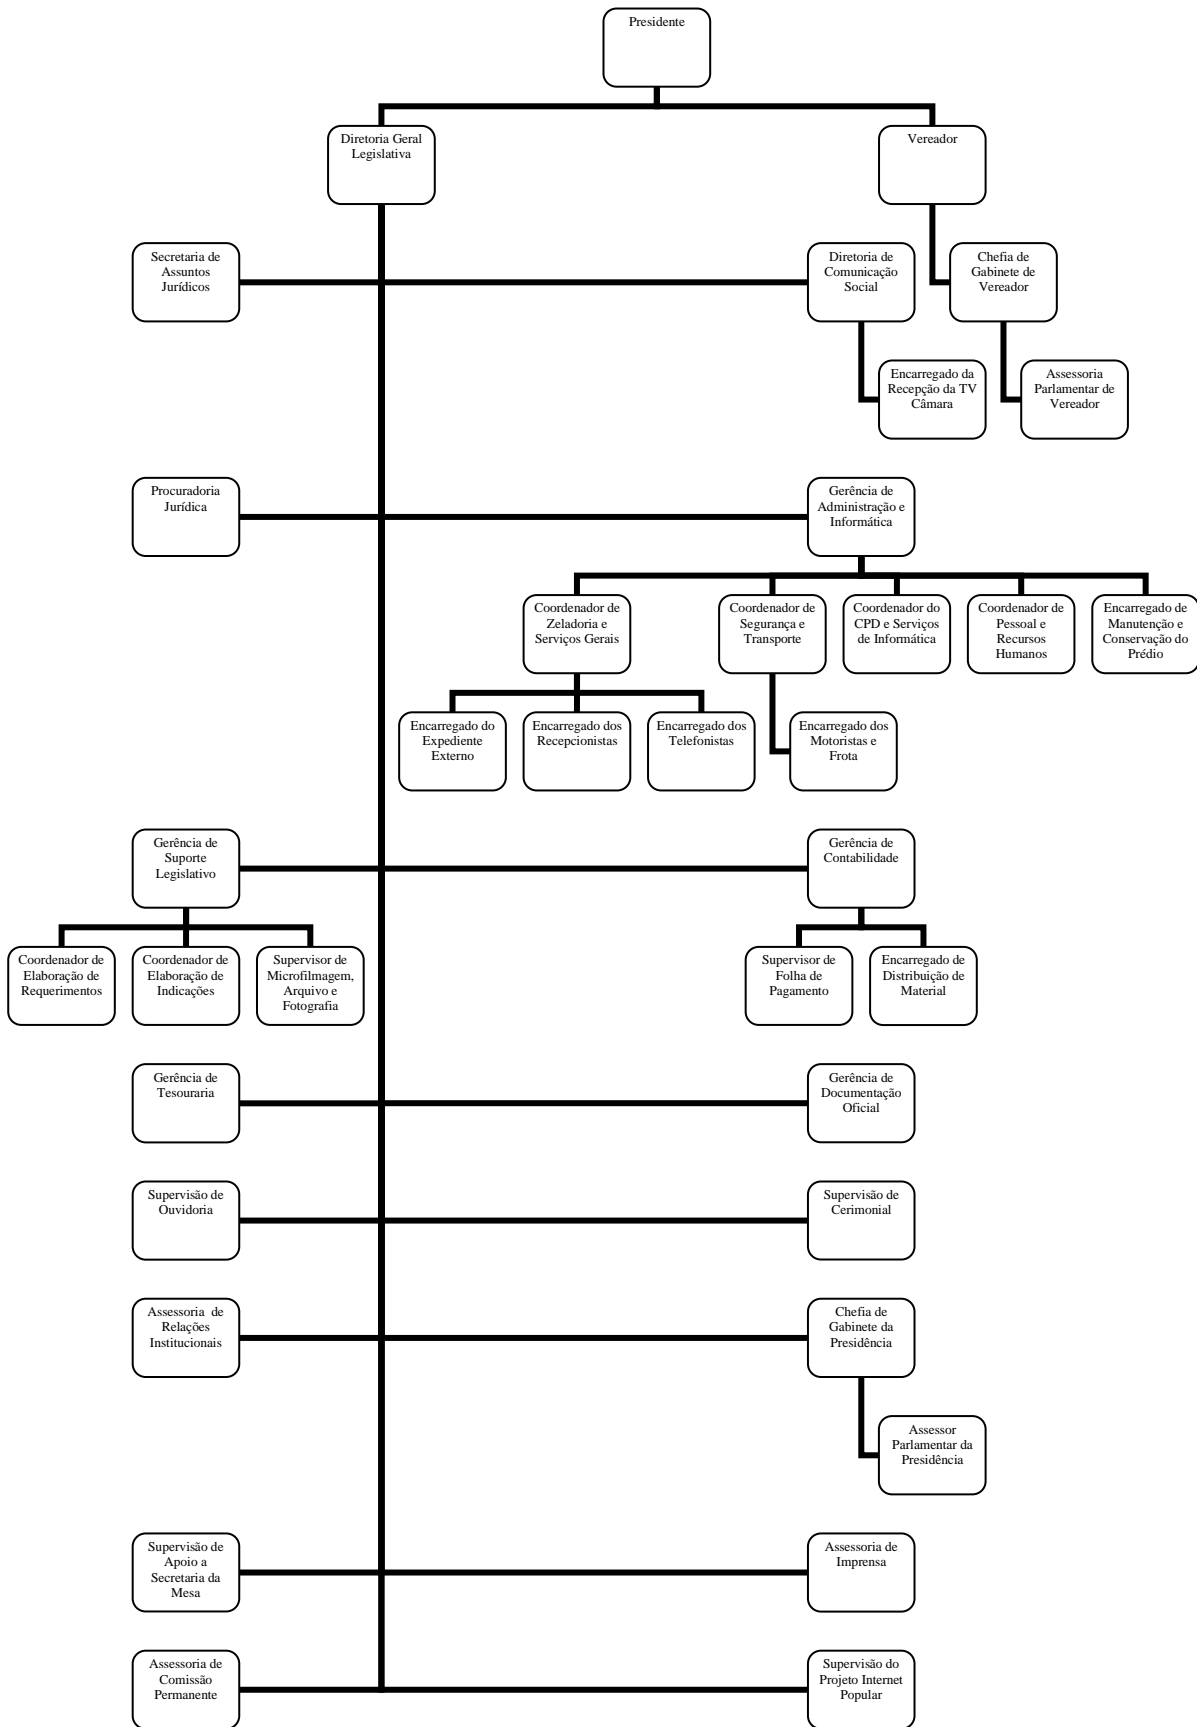 Presidente
Diretoria Geral
Legislativa
Vereador
Secretaria de
Assuntos
Jurídicos
Diretoria de
Comunicação
Social
Chefia de
Gabinete de
Vereador
Encarregado da
Recepção da TV
Câmara
Assessoria
Parlamentar de
Vereador
Procuradoria
Jurídica
Gerência de
Administração e
Informática
Coordenador de
Zeladoria e
Serviços Gerais
Coordenador de
Segurança e
Transporte
Coordenador do
CPD e Serviços
de Informática
Coordenador de
Pessoal e
Recursos
Humanos
Encarregado de
Manutenção e
Conservação do
Prédio
Encarregado do
Expediente
Externo
Encarregado dos
Recepcionistas
Encarregado dos
Telefonistas
Encarregado dos
Motoristas e
Frota
Gerência de
Suporte
Legislativo
Gerência de
Contabilidade
Coordenador de
Elaboração de
Requerimentos
Coordenador de
Elaboração de
Indicações
Supervisor de
Microfilmagem,
Arquivo e
Fotografia
Supervisor de
Folha de
Pagamento
Encarregado de
Distribuição de
Material
Gerência de
Tesouraria
Gerência de
Documentação
Oficial
Supervisão de
Ouvidoria
Supervisão de
Cerimonial
Assessoria  de
Relações
Institucionais
Chefia de
Gabinete da
Presidência
Assessor
Parlamentar da
Presidência
Supervisão de
Apoio a
Secretaria da
Mesa
Assessoria de
Imprensa
Assessoria de
Comissão
Permanente
Supervisão do
Projeto Internet
Popular